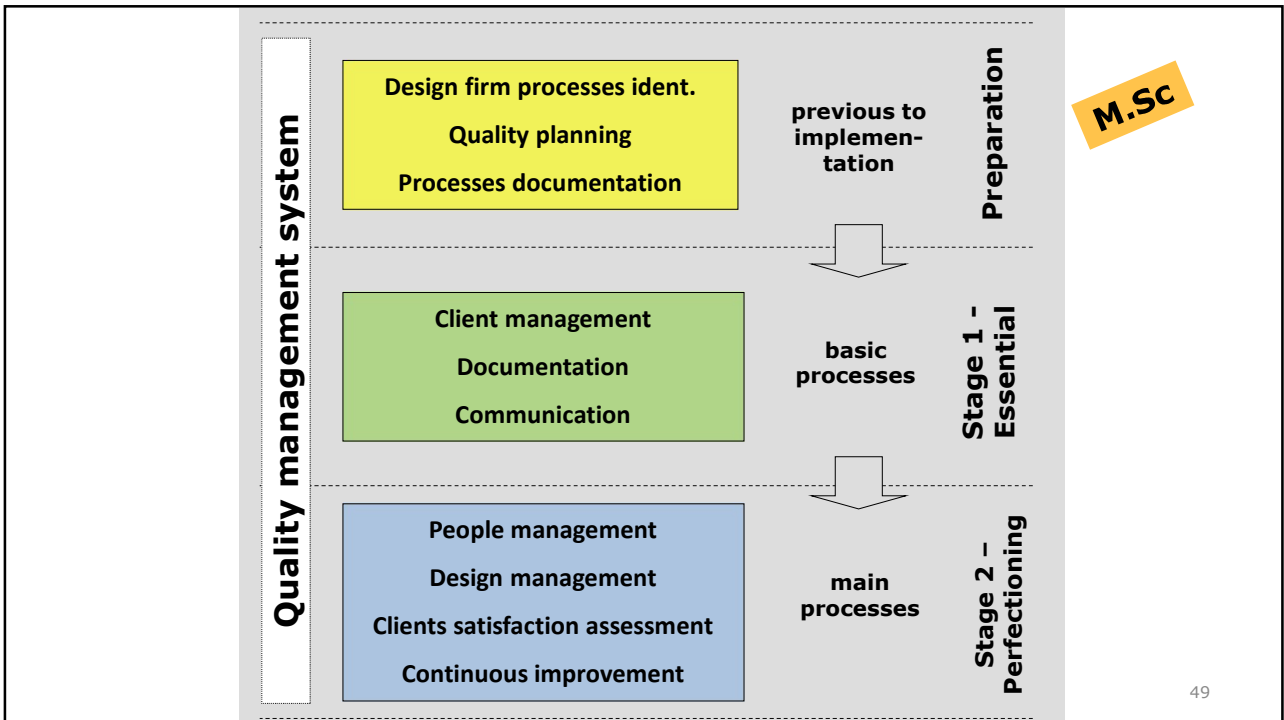 Quality management system
Design firm processes ident.
Quality planning
Processes documentation
previous to
implemen-
tation
Preparation
M.Sc
Client management
Documentation
Communication
basic
processes
Stage 1 -
Essential
People management
Design management
Clients satisfaction assessment
Continuous improvement
main
processes
Stage 2 –
Perfectioning
49